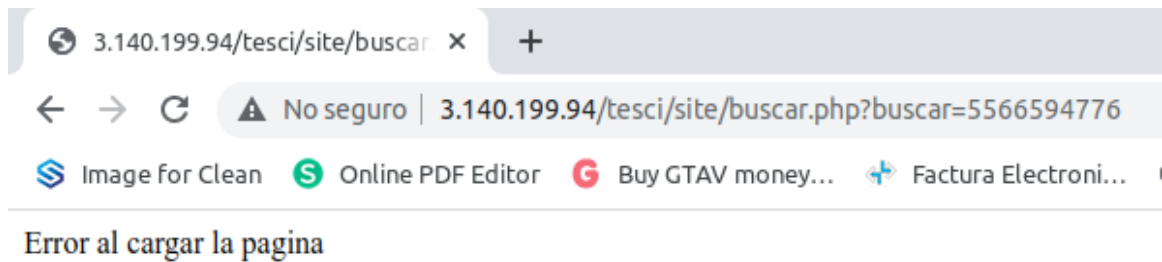 3.140.199.94/tesci/site/buscar
No seguro | 3.140.199.94/tesci/site/buscar.php?buscar=5566594776
Image for Clean S Online PDF Editor G Buy GTAV money... Factura Electroni...
Error al cargar la pagina